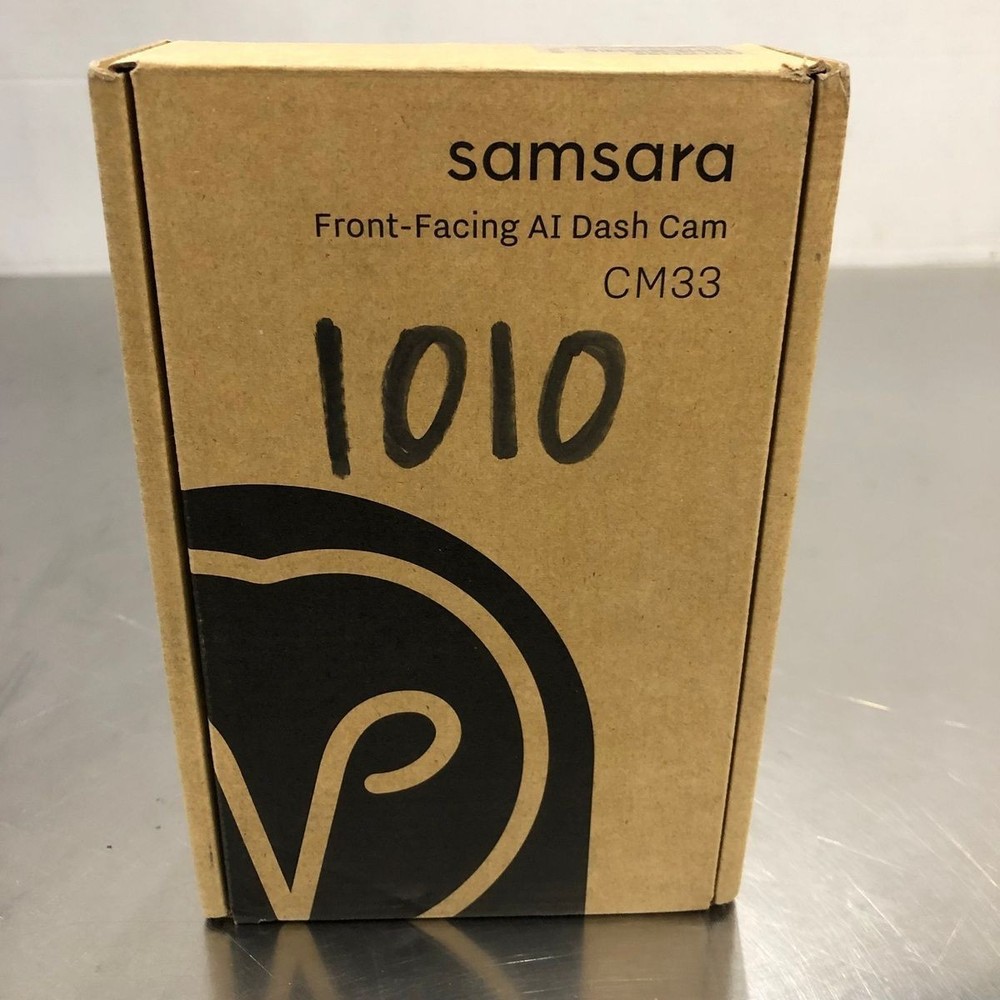 samsara
Front-Facing AI Dash Cam
CM33
1010